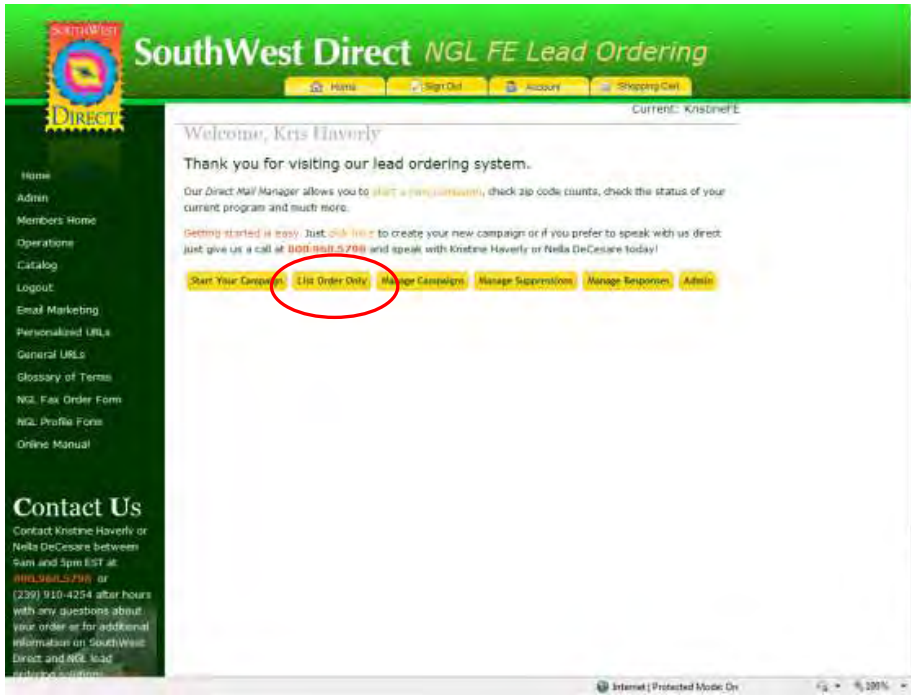 SOUTHWEST
DIRECT
SouthWest Direct NGL FE Lead Ordering
Home Sign Out Account Shopping Cart
Current: KristineFE
Welcome, Kris Haverly
Thank you for visiting our lead ordering system.
Our Direct Mail Manager allows you to start a new campaign, check zip code counts, check the status of your
current program and much more.
Getting started is easy. Just click here to create your new campaign or if you prefer to speak with us direct
just give us a call at 800.960.5798 and speak with Kristine Haverly or Nella DeCesare today!
Start Your Campaign List Order Only Manage Campaigns Manage Suppressions Manage Responses Admin
Home
Admin
Members Home
Operations
Catalog
Logout
Email Marketing
Personalized URLs
General URLs
Glossary of Terms
NGL Fax Order Form
NGL Profile Form
Online Manual
Contact Us
Contact Kristine Haverly or
Nella DeCesare between
9am and 5pm EST at
800.960.5798 or
(239) 910-4254 after hours
with any questions about
your order or for additional
information on SouthWest
Direct and NGL lead
ordering solutions
Internet | Protected Mode: On 100%